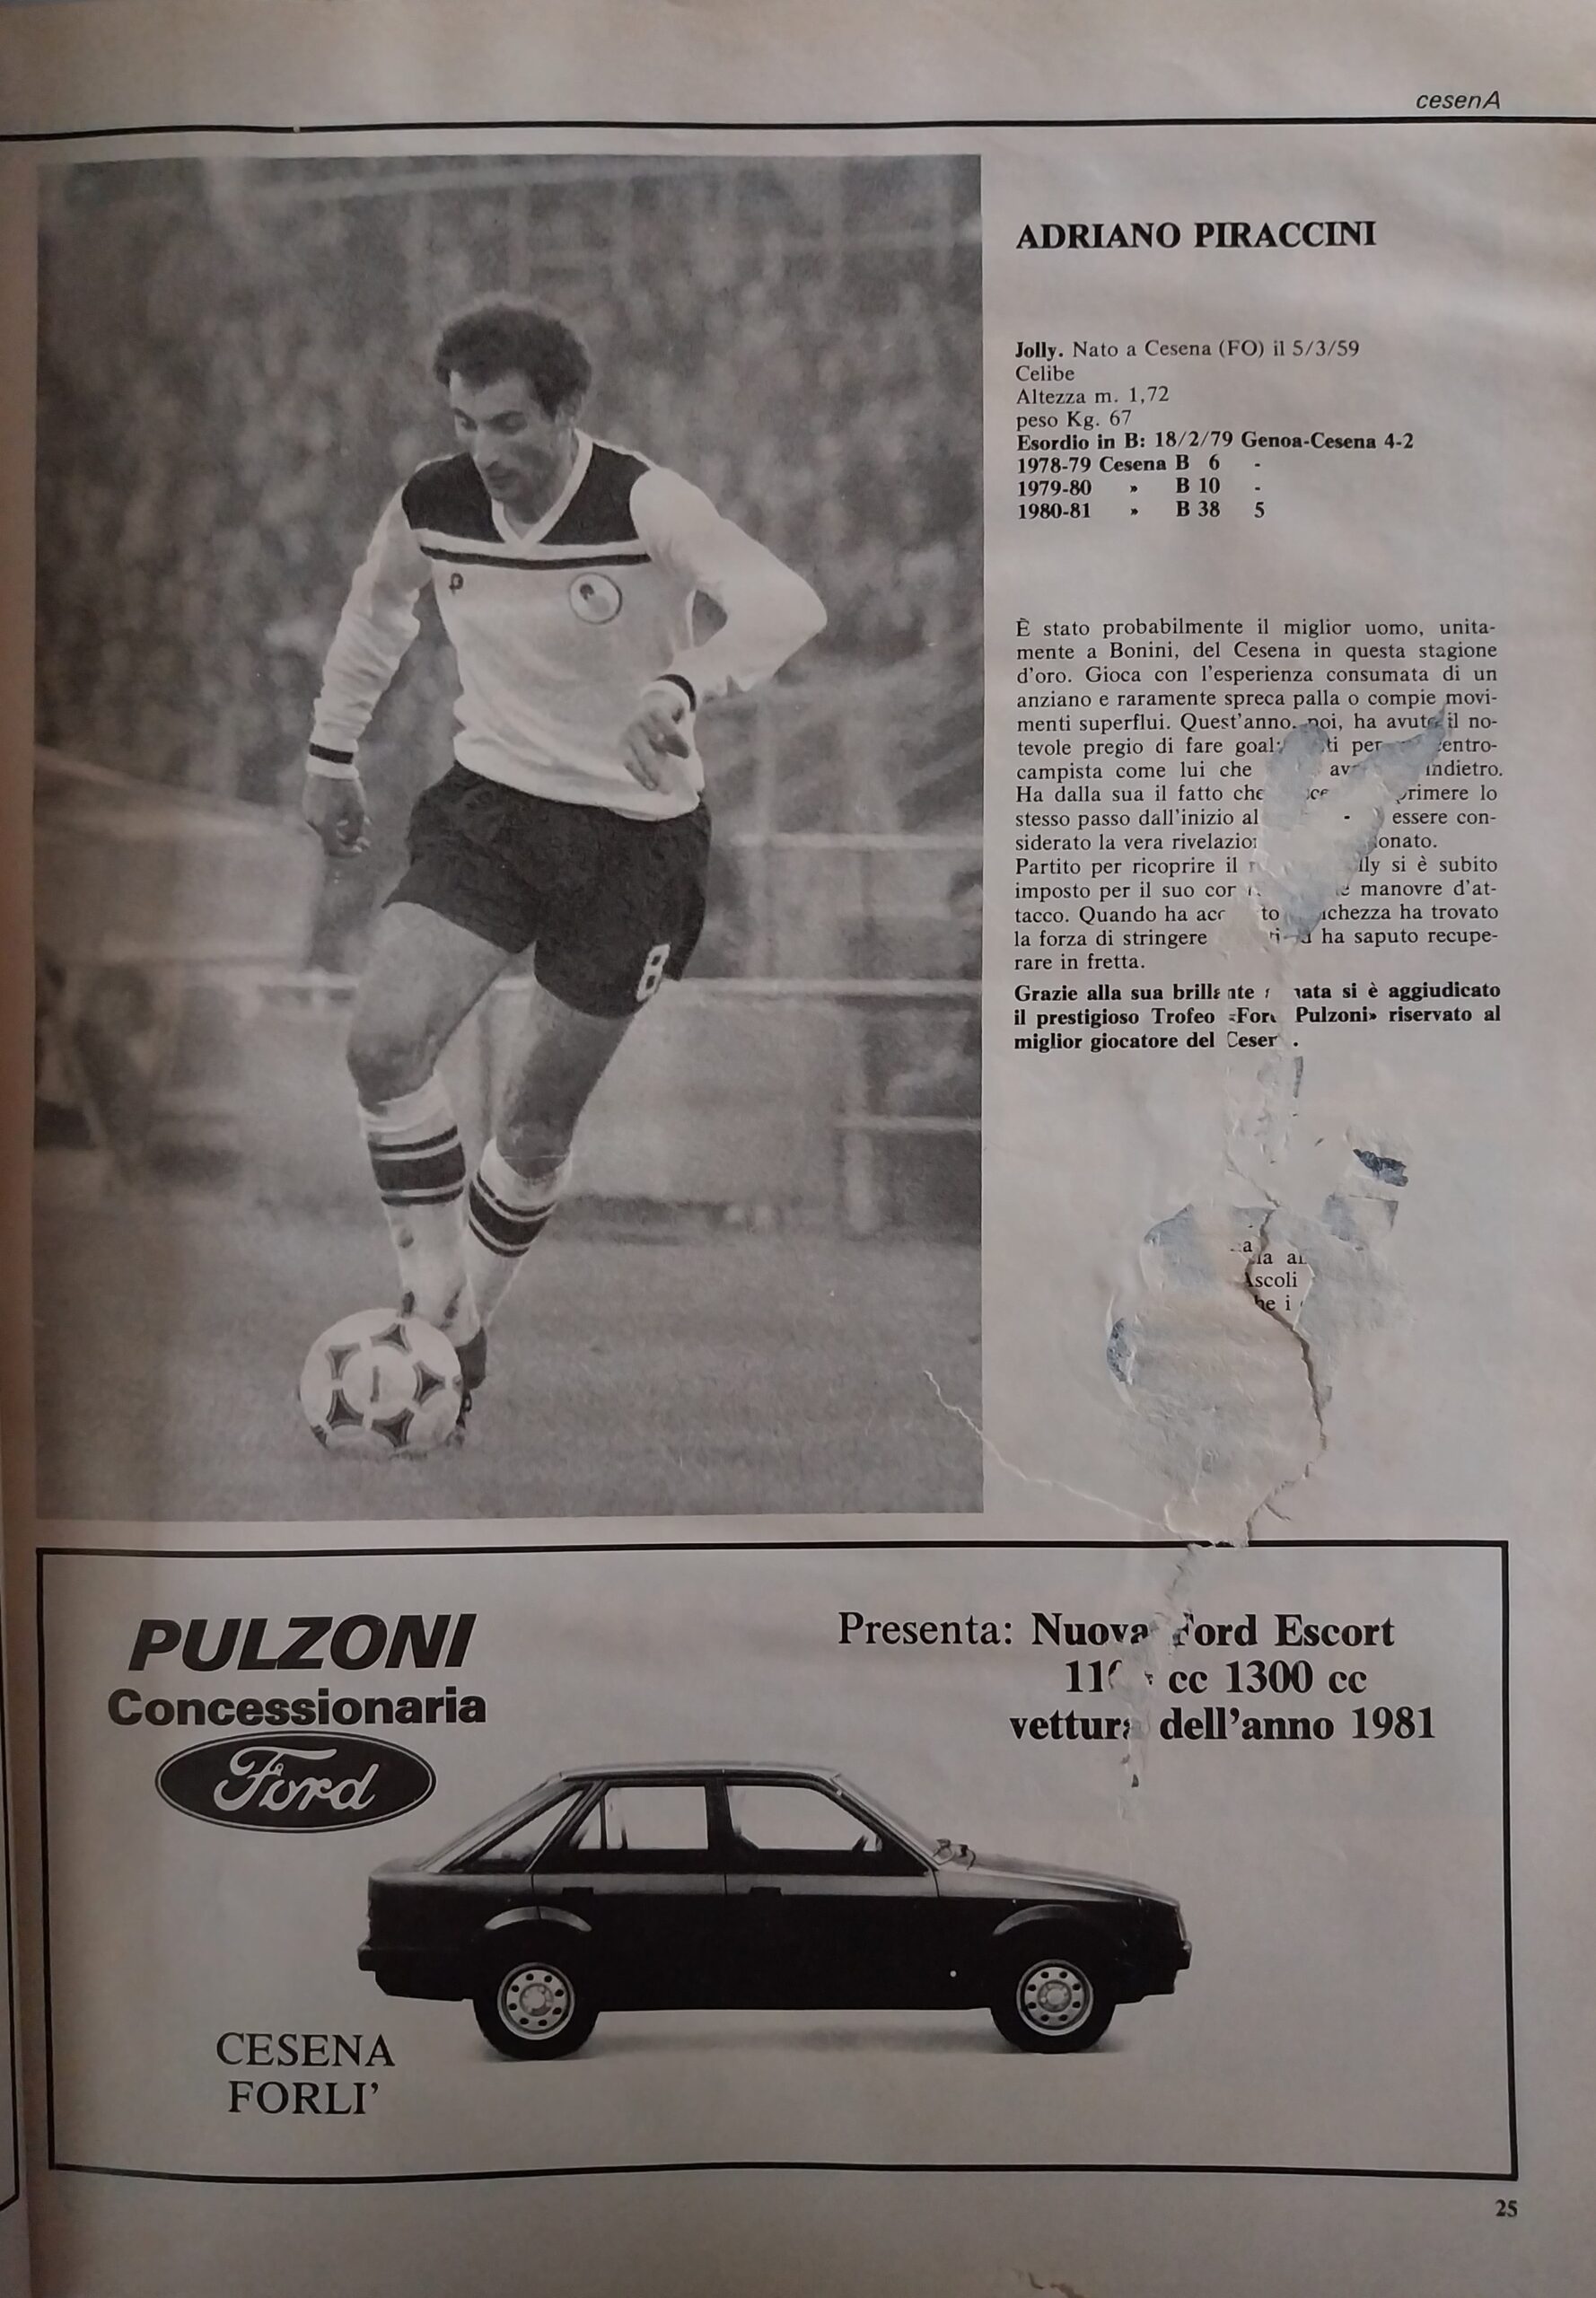 cesenA
ADRIANO PIRACCINI
Jolly. Nato a Cesena (FO) il 5/3/59
Celibe
Altezza m. 1,72
peso Kg. 67
Esordio in B: 18/2/79 Genoa-Cesena 4-2
1978-79 Cesena B 6 -
1979-80 » B 10 -
1980-81 » B 38 5
È stato probabilmente il miglior uomo, unita-
mente a Bonini, del Cesena in questa stagione
d'oro. Gioca con l'esperienza consumata di un
anziano e raramente spreca palla o compie movi-
menti superflui. Quest'anno, poi, ha avuto il no-
tevole pregio di fare goal: per
campista come lui che indietro.
Ha dalla sua il fatto che lo
stesso passo dall'inizio al essere con-
siderato la vera
Partito per ricoprire il si è subito
imposto per il suo manovre d'at-
tacco. Quando ha ha trovato
la forza di stringere ha saputo recupe-
rare in fretta.
Grazie alla sua brillante si è aggiudicato
il prestigioso Trofeo «Ford Pulzoni» riservato al
miglior giocatore del
Ascoli
PULZONI
Concessionaria
Ford
Presenta: Nuova Ford Escort
cc 1300 cc
vettura dell'anno 1981
8
CESENA
FORLI'
25